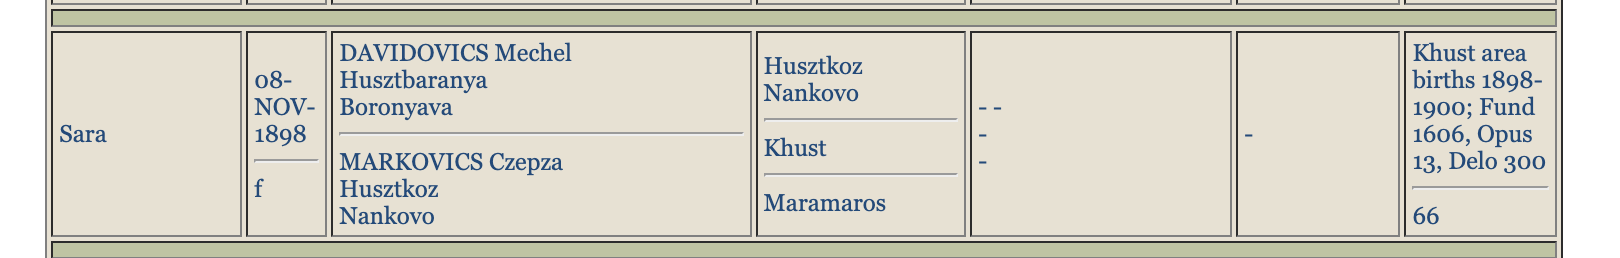 Sara
08-
NOV-
1898
f
DAVIDOVICS Mechel
Husztbaranya
Boronyava
MARKOVICS Czepza
Husztkoz
Nankovo
Husztkoz
Nankovo
Khust
Maramaros
- -
-
-
-
Khust area
births 1898-
1900; Fund
1606, Opus
13, Delo 300
66